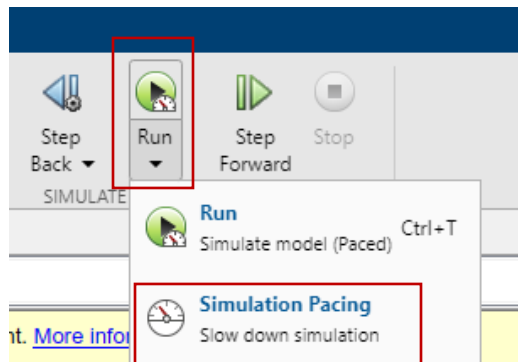 Step Run Step Stop
Back Forward
SIMULATE
Run
Simulate model (Paced) Ctrl+T
Simulation Pacing
nt. More infor Slow down simulation